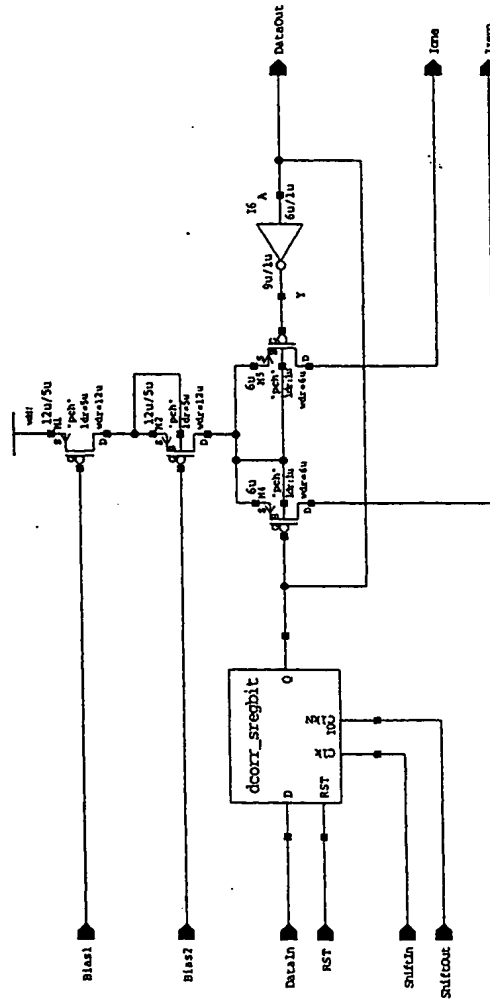 vdd!
12u/5u
S
M1
"pch"
ldr=5u
wdr=12u
D
Bias1
12u/5u
S
M2
B
"pch"
ldr=5u
wdr=12u
D
Bias2
6u
S
M4
"pch"
ldr:1u
wdr=6u
D
6u
S
M5
"pch"
ldr:1u
wdr=6u
D
I6
A
6u/1u
9u/1u
Y
DataOut
Ione
dcorr_sregbit
D
Q
RST
DataIn
RST
ShiftIn
ShiftOut